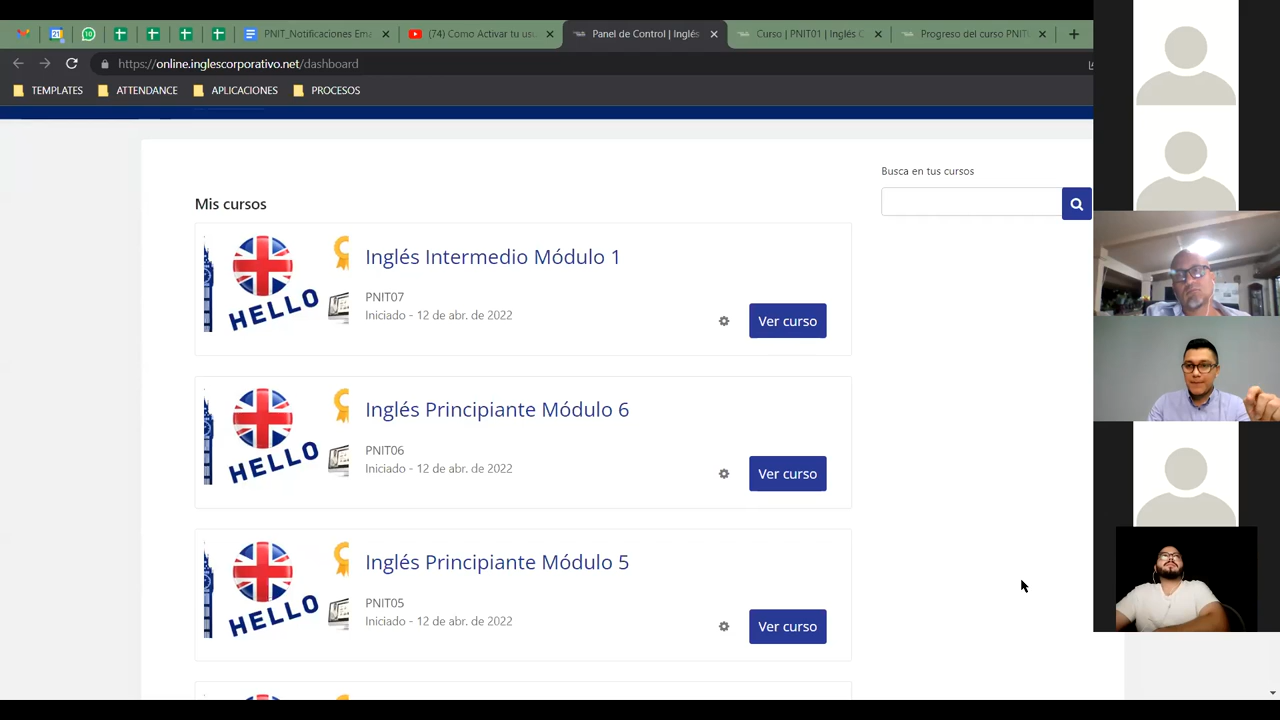 21
10
PNIT_Notificaciones Ema
(74) Como Activar tu us
Panel de Control | Inglés
Curso | PNIT01 | Inglés C
Progreso del curso PNIT
https://online.inglescorporativo.net/dashboard
TEMPLATES
ATTENDANCE
APLICACIONES
PROCESOS
Busca en tus cursos
Mis cursos
HELLO
Inglés Intermedio Módulo 1
PNIT07
Iniciado - 12 de abr. de 2022
Ver curso
HELLO
Inglés Principiante Módulo 6
PNIT06
Iniciado - 12 de abr. de 2022
Ver curso
HELLO
Inglés Principiante Módulo 5
PNIT05
Iniciado - 12 de abr. de 2022
Ver curso